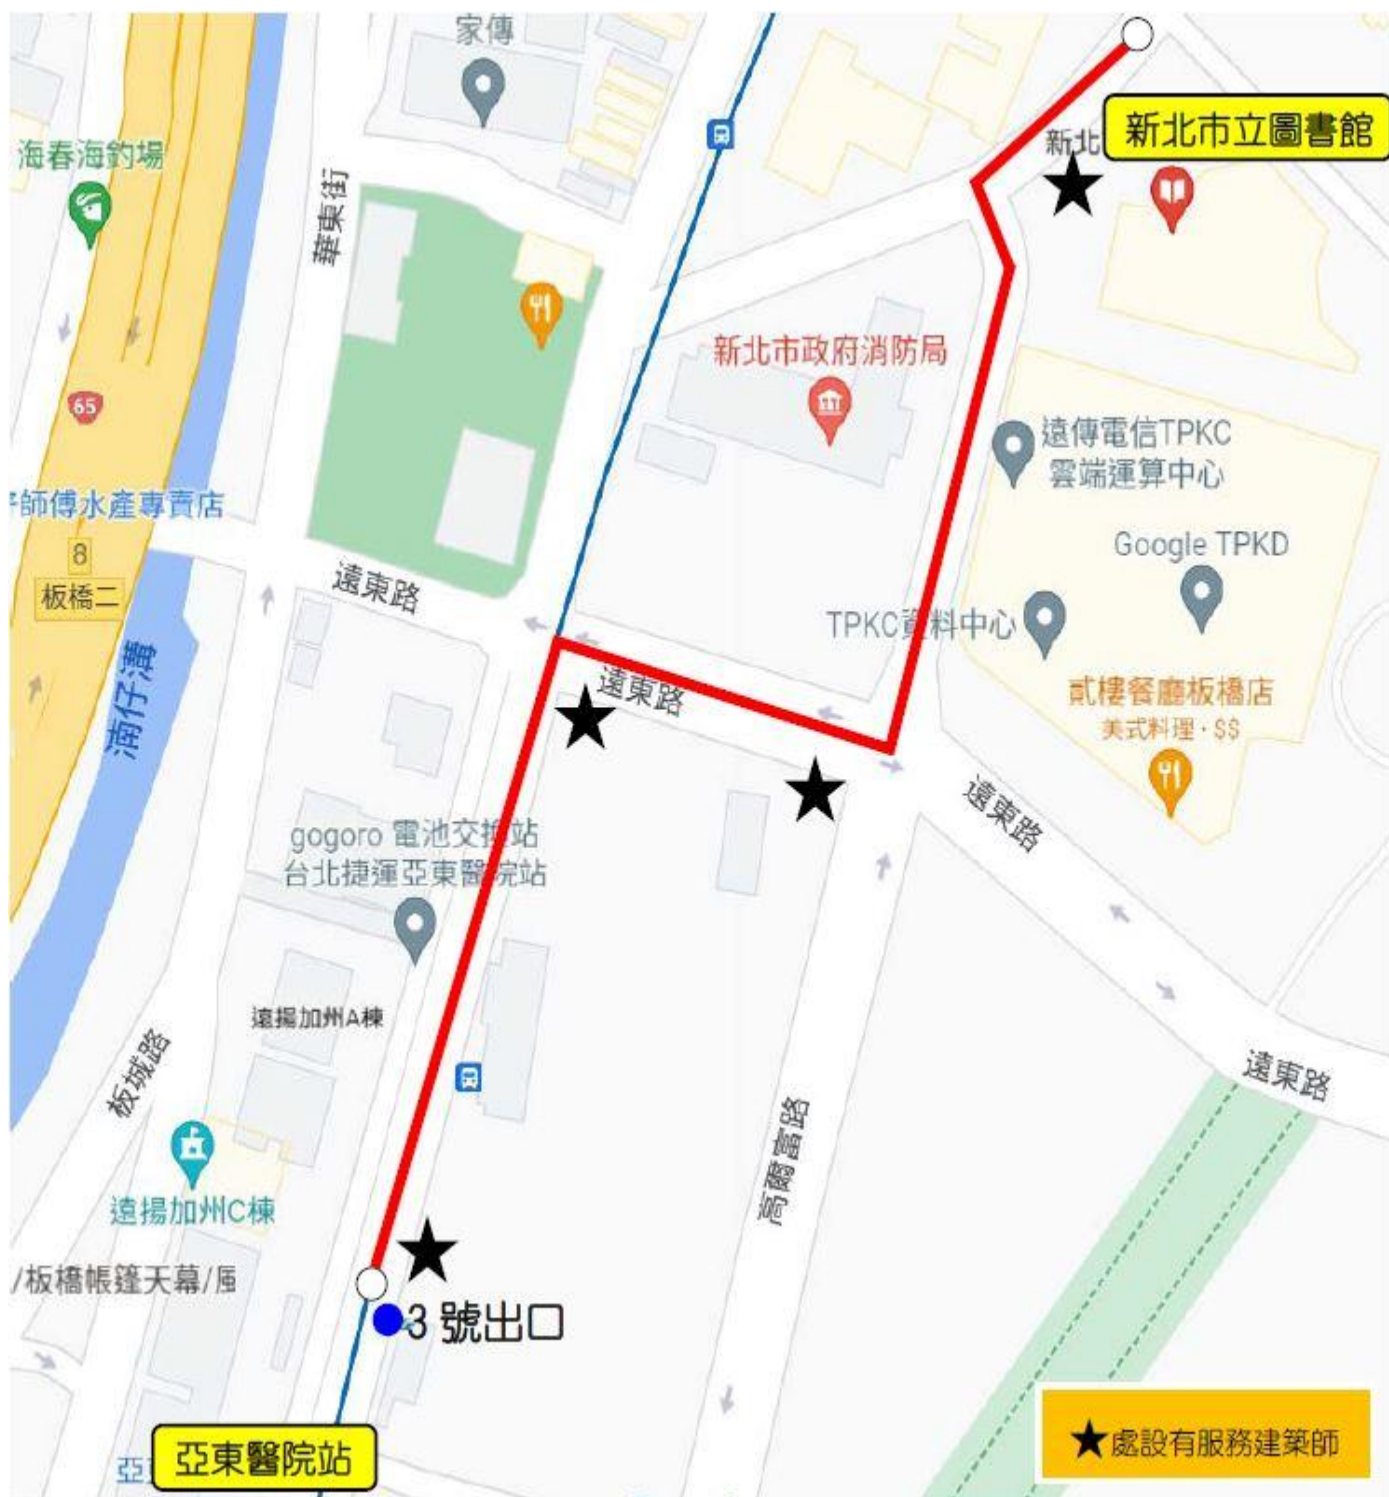 家傳
新北市立圖書館
新北
海春海釣場
華東街
新北市政府消防局
65
遠傳電信TPKC
雲端運算中心
師傅水產專賣店
Google TPKD
8
板橋二
遠東路
TPKC資料中心
湳仔溝
遠東路
貳樓餐廳板橋店
美式料理・$$
遠東路
gogoro 電池交換站
台北捷運亞東醫院站
遠揚加州A棟
板城路
遠東路
高爾富路
遠揚加州C棟
/板橋帳篷天幕/風
3 號出口
★處設有服務建築師
亞東醫院站
亞